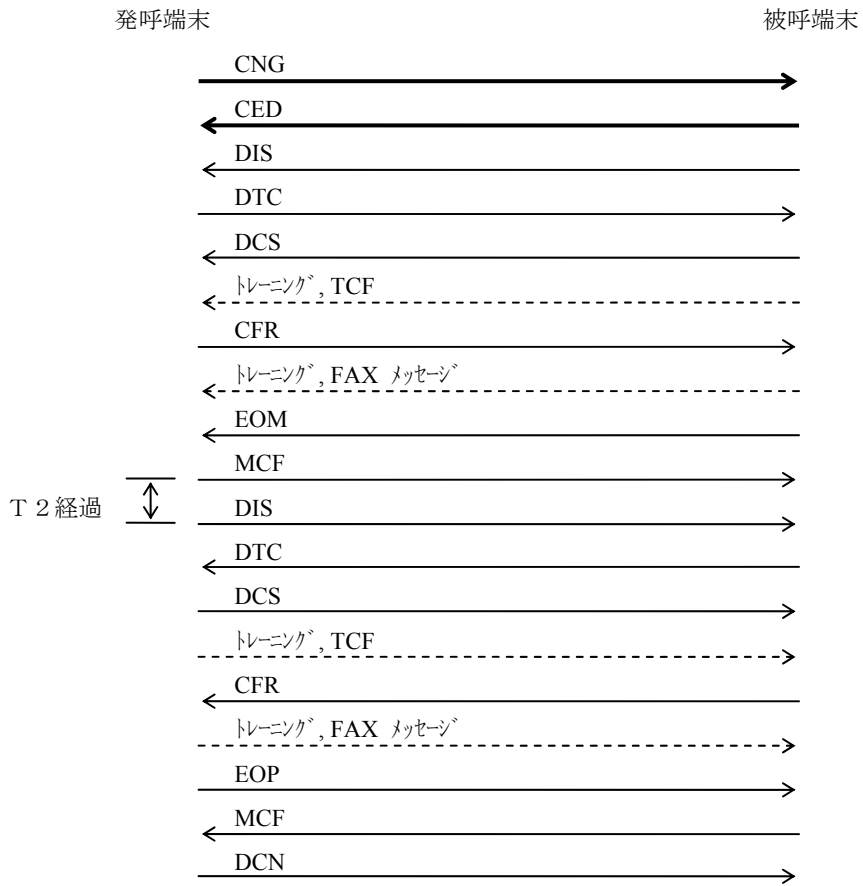 発呼端末
被呼端末
CNG
CED
DIS
DTC
DCS
ﾄﾚｰﾆﾝｸﾞ, TCF
CFR
ﾄﾚｰﾆﾝｸﾞ, FAX ﾒｯｾｰｼﾞ
EOM
MCF
T 2経過
DIS
DTC
DCS
ﾄﾚｰﾆﾝｸﾞ, TCF
CFR
ﾄﾚｰﾆﾝｸﾞ, FAX ﾒｯｾｰｼﾞ
EOP
MCF
DCN